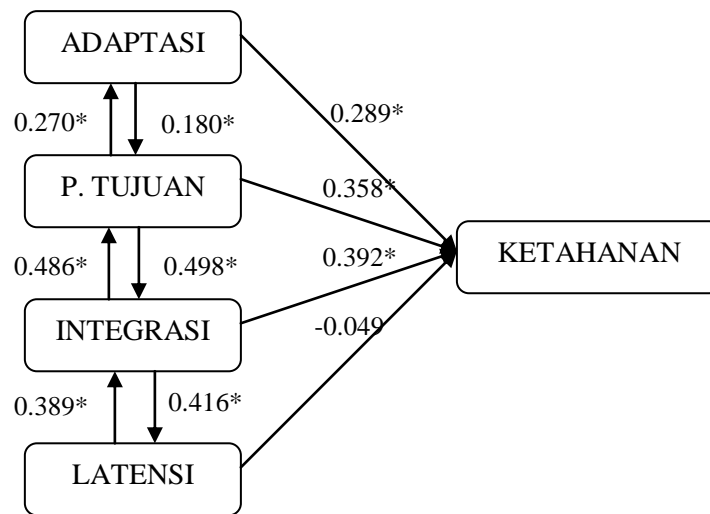 ADAPTASI
0.270*
0.180*
0.289*
P. TUJUAN
0.358*
KETAHANAN
0.486*
0.498*
0.392*
INTEGRASI
-0.049
0.389*
0.416*
LATENSI